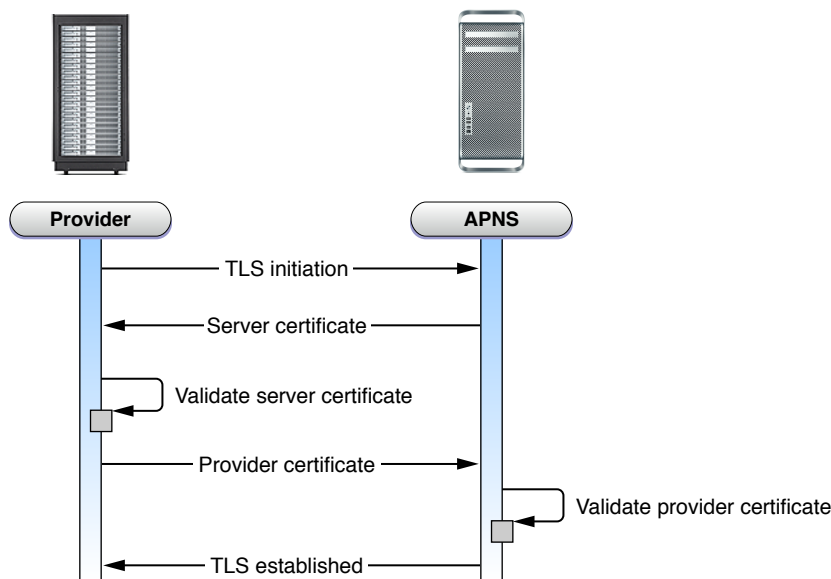 Provider
APNS
TLS initiation
Server certificate
Validate server certificate
Provider certificate
Validate provider certificate
TLS established